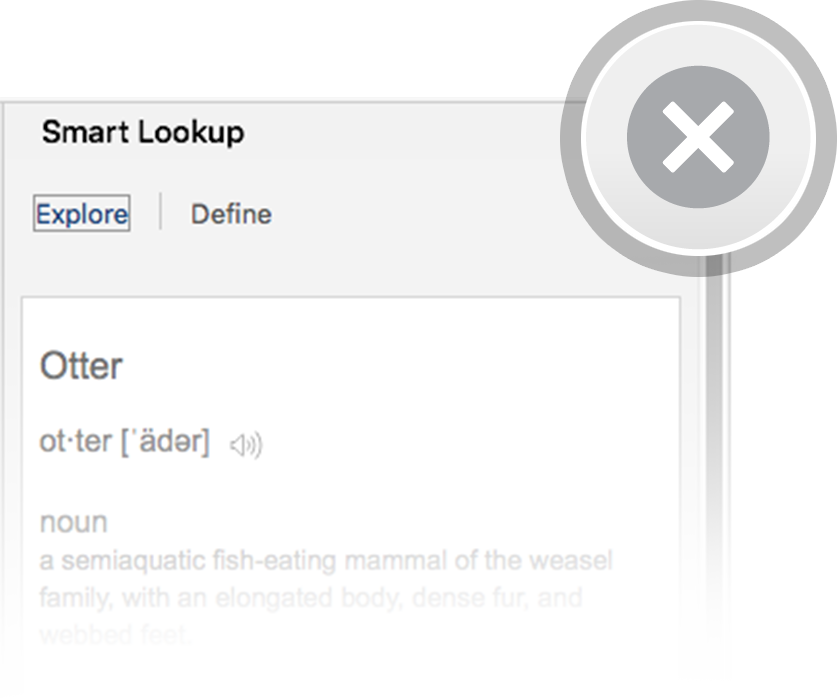 Smart Lookup
Explore
Define
Otter
ot·ter [ˈädər]
noun
a semiaquatic fish-eating mammal of the weasel
family, with an elongated body, dense fur, and
webbed feet.